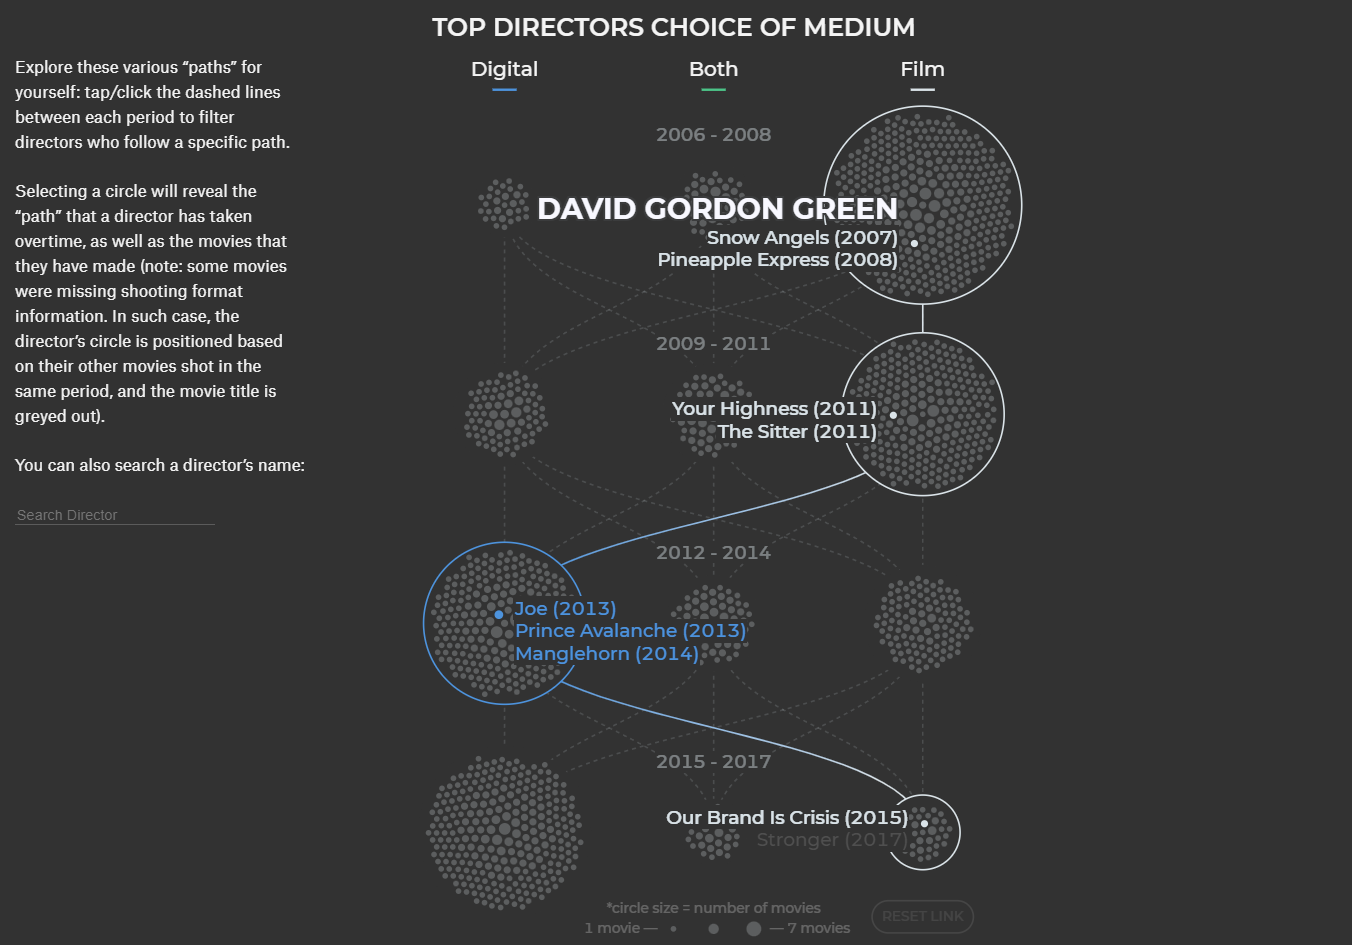 TOP DIRECTORS CHOICE OF MEDIUM
Digital
Both
Film
Explore these various “paths” for
yourself: tap/click the dashed lines
between each period to filter
directors who follow a specific path.
Selecting a circle will reveal the
“path” that a director has taken
overtime, as well as the movies that
they have made (note: some movies
were missing shooting format
information. In such case, the
director’s circle is positioned based
on their other movies shot in the
same period, and the movie title is
greyed out).
You can also search a director’s name:
Search Director
2006 - 2008
DAVID GORDON GREEN
Snow Angels (2007)
Pineapple Express (2008)
2009 - 2011
Your Highness (2011)
The Sitter (2011)
2012 - 2014
Joe (2013)
Prince Avalanche (2013)
Manglehorn (2014)
2015 - 2017
Our Brand Is Crisis (2015)
Stronger (2017)
*circle size = number of movies
1 movie — — 7 movies
RESET LINK